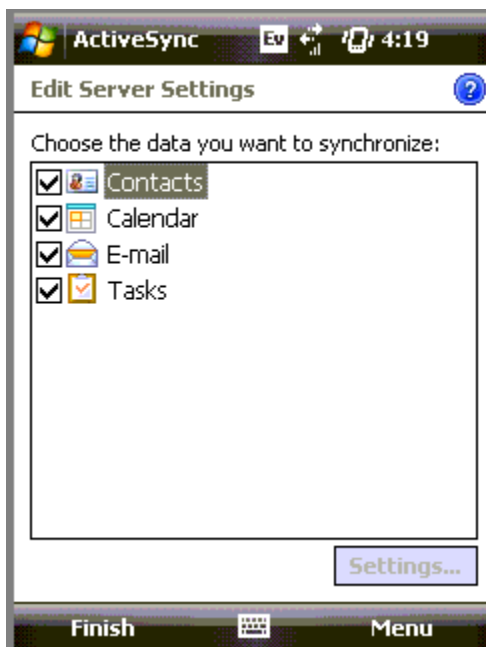 ActiveSync Ev 4:19
Edit Server Settings ?
Choose the data you want to synchronize:
Contacts
Calendar
E-mail
Tasks
Settings...
Finish Menu